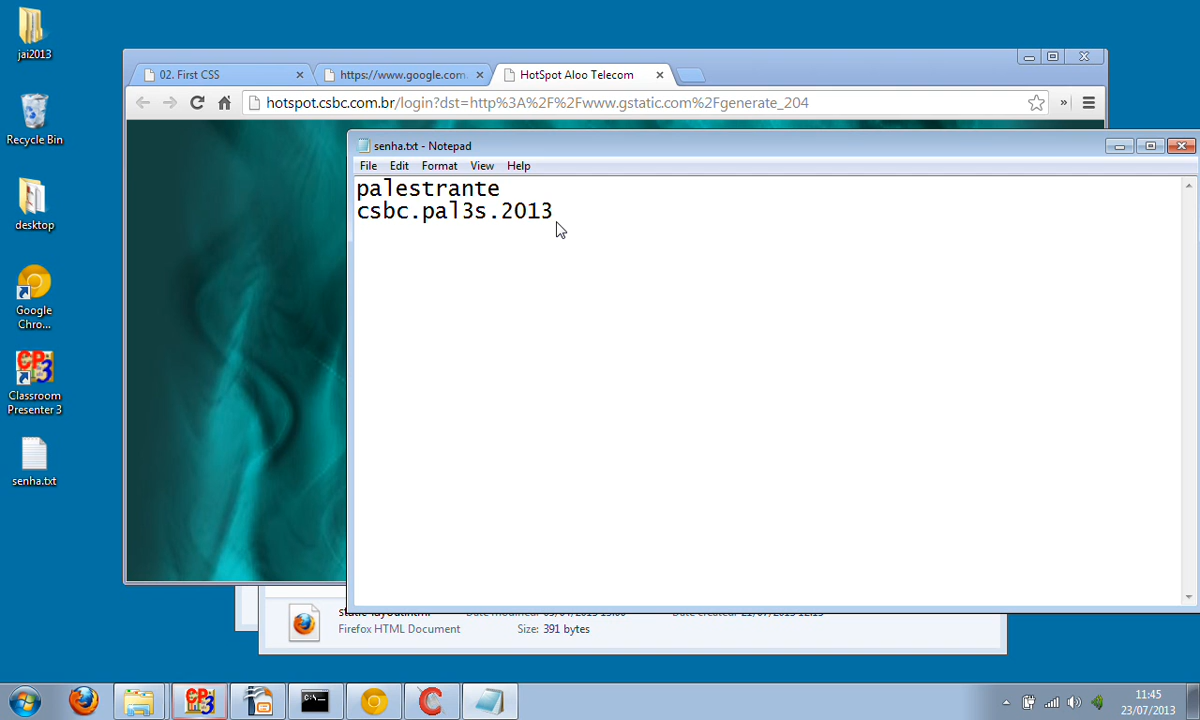 jai2013
Recycle Bin
desktop
Google
Chro...
Classroom
Presenter 3
senha.txt
02. First CSS
https://www.google.com.
HotSpot Aloo Telecom
hotspot.csbc.com.br/login?dst=http%3A%2F%2Fwww.gstatic.com%2Fgenerate_204
senha.txt - Notepad
File Edit Format View Help
palestrante
csbc.pal3s.2013
Firefox HTML Document
Size: 391 bytes
11:45
23/07/2013